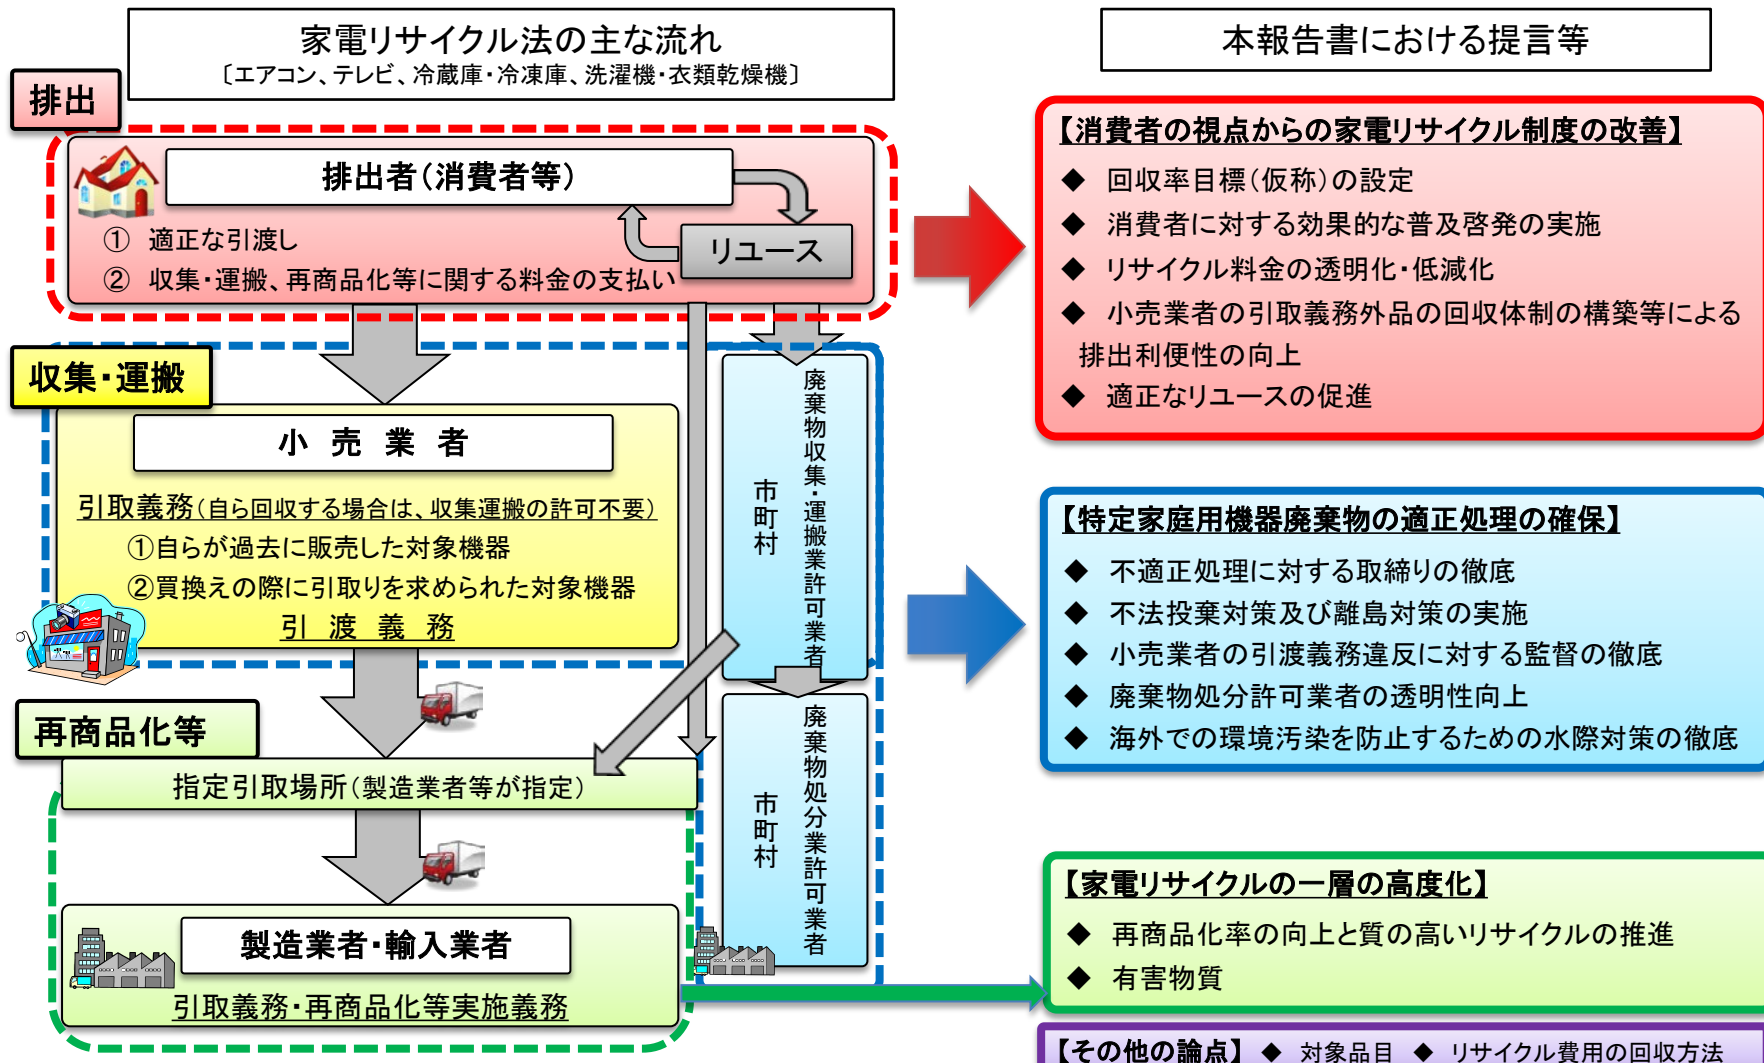 家電リサイクル法の主な流れ
〔エアコン、テレビ、冷蔵庫・冷凍庫、洗濯機・衣類乾燥機〕
排出
排出者（消費者等）
リユース
① 適正な引渡し
② 収集・運搬、再商品化等に関する料金の支払い
収集・運搬
小売業者
引取義務（自ら回収する場合は、収集運搬の許可不要）
①自らが過去に販売した対象機器
②買換えの際に引取りを求められた対象機器
引渡義務
廃棄物収集・運搬業許可業者
市町村
再商品化等
指定引取場所（製造業者等が指定）
廃棄物処分業許可業者
市町村
製造業者・輸入業者
引取義務・再商品化等実施義務
本報告書における提言等
【消費者の視点からの家電リサイクル制度の改善】
◆ 回収率目標（仮称）の設定
◆ 消費者に対する効果的な普及啓発の実施
◆ リサイクル料金の透明化・低減化
◆ 小売業者の引取義務外品の回収体制の構築等による
排出利便性の向上
◆ 適正なリユースの促進
【特定家庭用機器廃棄物の適正処理の確保】
◆ 不適正処理に対する取締りの徹底
◆ 不法投棄対策及び離島対策の実施
◆ 小売業者の引渡義務違反に対する監督の徹底
◆ 廃棄物処分許可業者の透明性向上
◆ 海外での環境汚染を防止するための水際対策の徹底
【家電リサイクルの一層の高度化】
◆ 再商品化率の向上と質の高いリサイクルの推進
◆ 有害物質
【その他の論点】 ◆ 対象品目 ◆ リサイクル費用の回収方法